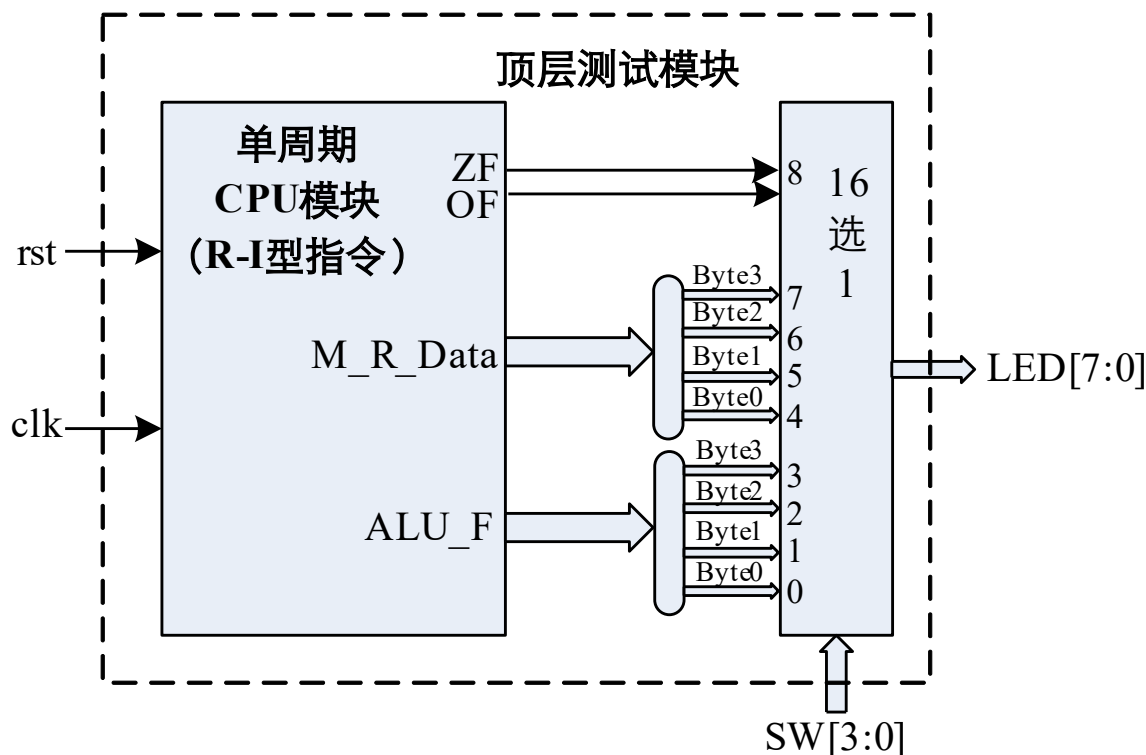 顶层测试模块
单周期
CPU模块
（R-I型指令）
rst
clk
ZF
OF
M_R_Data
ALU_F
Byte3
Byte2
Byte1
Byte0
Byte3
Byte2
Byte1
Byte0
8
7
6
5
4
3
2
1
0
16
选
1
LED[7:0]
SW[3:0]